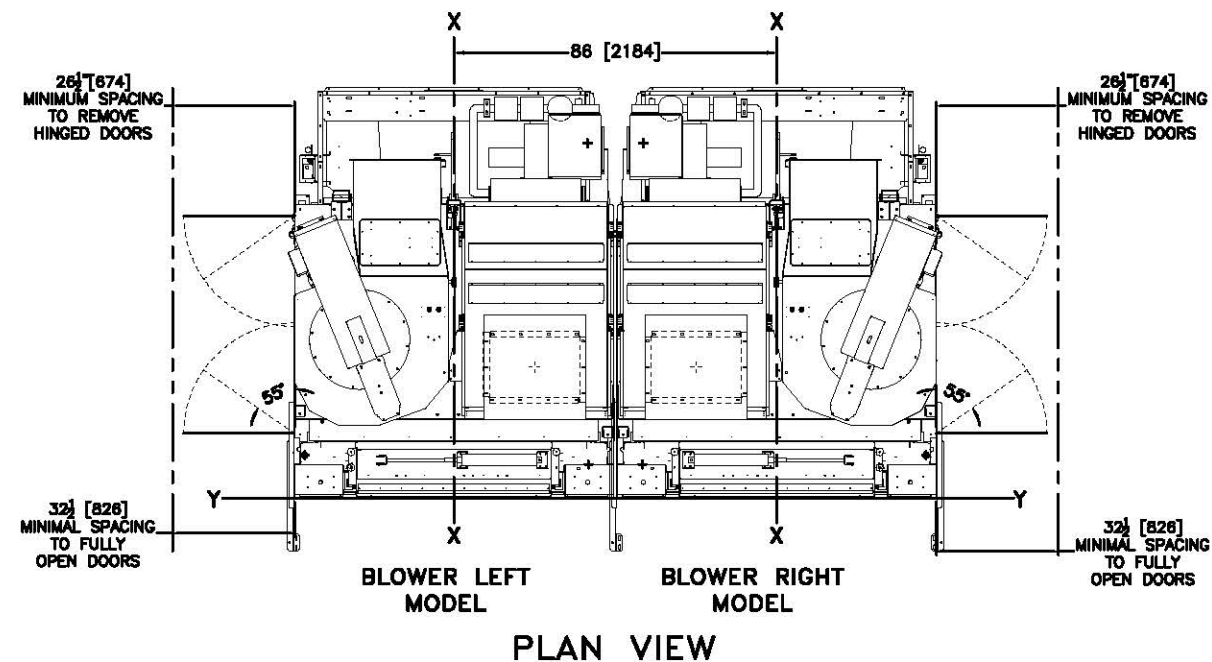 X
X
86 [2184]
26½" [674]
MINIMUM SPACING
TO REMOVE
HINGED DOORS
26½" [674]
MINIMUM SPACING
TO REMOVE
HINGED DOORS
55°
55°
Y
Y
32½ [826]
MINIMAL SPACING
TO FULLY
OPEN DOORS
X
X
32½ [826]
MINIMAL SPACING
TO FULLY
OPEN DOORS
BLOWER LEFT
MODEL
BLOWER RIGHT
MODEL
PLAN VIEW